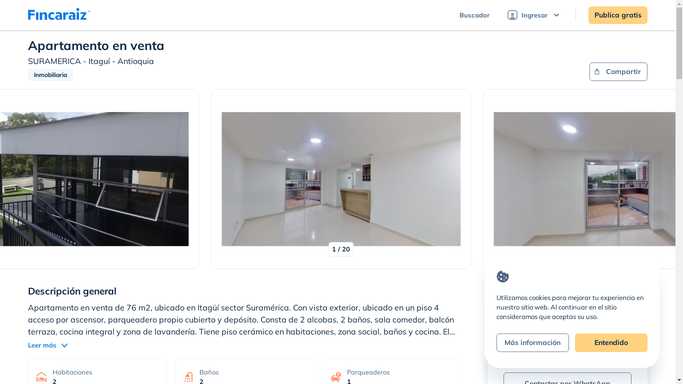 Fincaraiz
Buscador
Ingresar
Publica gratis
Apartamento en venta
SURAMERICA - Itaguí - Antioquia
Inmobiliaria
Compartir
1 / 20
Descripción general
Apartamento en venta de 76 m2, ubicado en Itagüí sector Suramérica. Con vista exterior, ubicado en un piso 4
acceso por ascensor, parqueadero propio cubierto y depósito. Consta de 2 alcobas, 2 baños, sala comedor, balcón
terraza, cocina integral y zona de lavandería. Tiene piso cerámico en habitaciones, zona social, baños y cocina. El...
Leer más
Habitaciones
2
Baños
2
Parqueaderos
1
Utilizamos cookies para mejorar tu experiencia en
nuestro sitio web. Al continuar en el sitio
consideramos que aceptas su uso.
Más información
Entendido
Contactar por WhatsApp